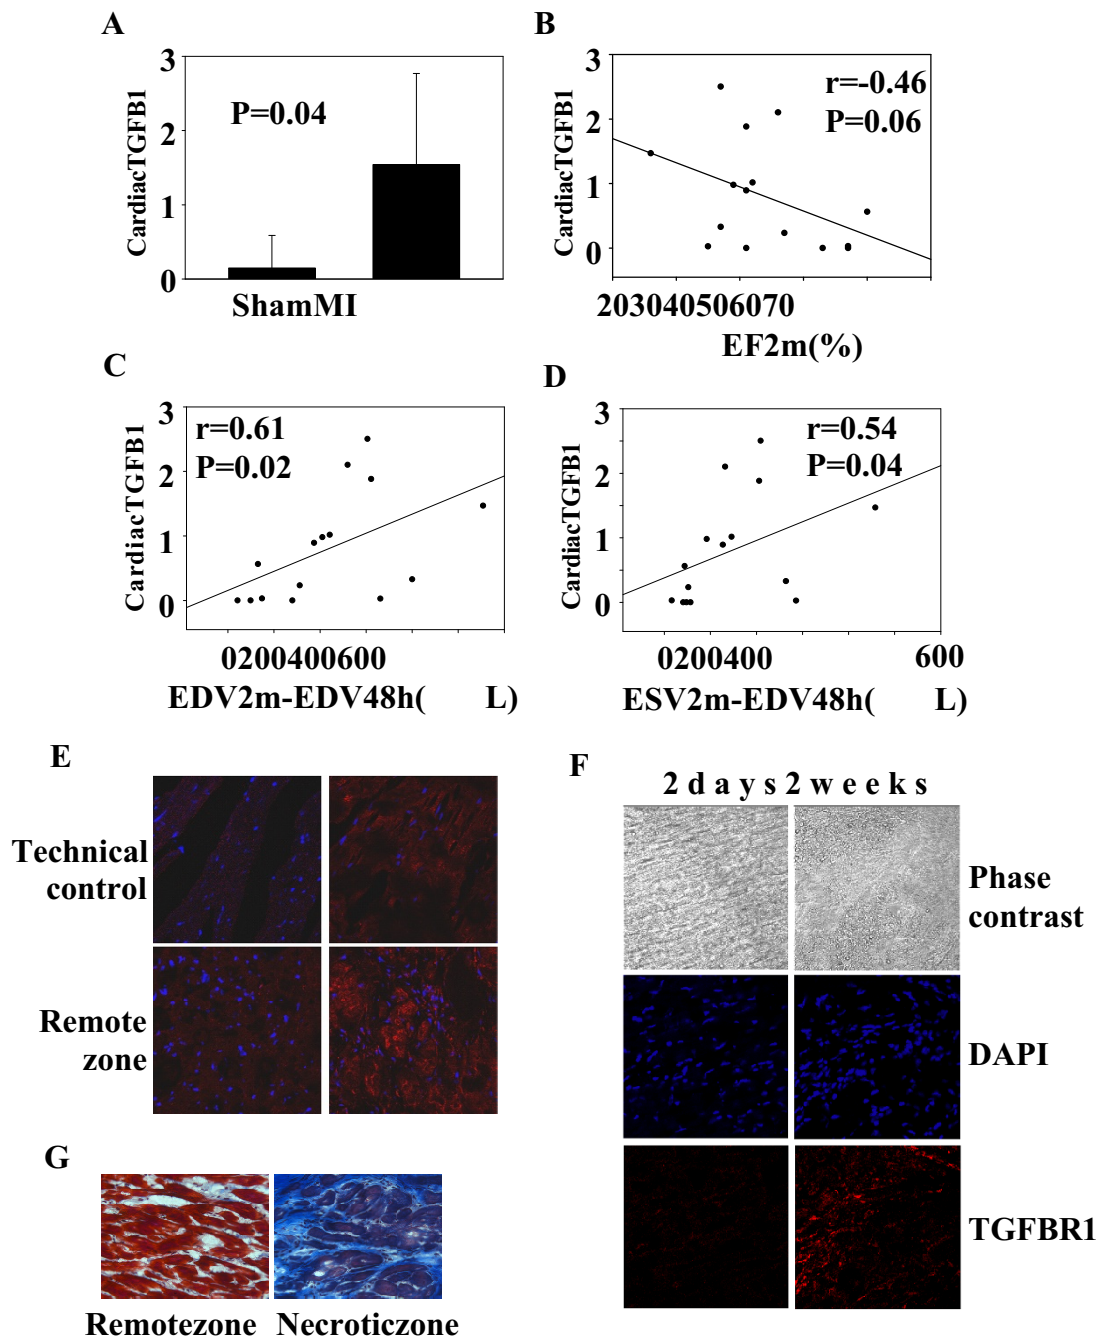 A
3
2
1
0
CardiacTGFB1
P=0.04
ShamMI
B
3
2
1
0
CardiacTGFB1
r=-0.46
P=0.06
203040506070
EF2m(%)
C
3
2
1
0
CardiacTGFB1
r=0.61
P=0.02
0200400600
EDV2m-EDV48h( L)
D
3
2
1
0
CardiacTGFB1
r=0.54
P=0.04
0200400 600
ESV2m-EDV48h( L)
E
Technical
control
Remote
zone
F
2 d a y s 2 w e e k s
Phase
contrast
DAPI
TGFBR1
G
Remotezone Necroticzone